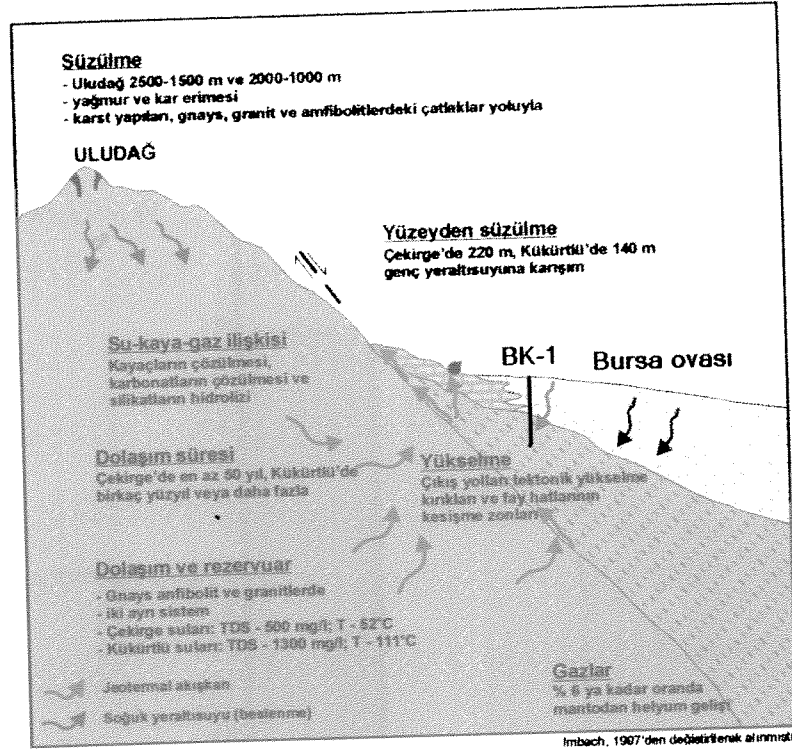 Süzülme
- Uludağ 2500-1500 m ve 2000-1000 m
- yağmur ve kar erimesi
- karst yapıları, gnays, granit ve amfibolitlerdeki çatlaklar yoluyla
ULUDAĞ
Yüzeyden süzülme
Çekirge'de 220 m, Kükürtlü'de 140 m
genç yeraltısuyuna karışım
Su-kaya-gaz ilişkisi
Kayaçların çözülmesi,
karbonatların çözülmesi ve
silikatların hidrolizi
BK-1
Bursa ovası
Dolaşım süresi
Çekirge'de en az 50 yıl, Kükürtlü'de
birkaç yüzyıl veya daha fazla
Yükselme
Çıkış yolları tektonik yükselme
kırıkları ve fay hatlarının
kesişme zonları
Dolaşım ve rezervuar
- Gnays anfibolit ve granitlerde
- iki ayrı sistem
- Çekirge suları: TDS - 500 mg/l; T - 52°C
- Kükürtlü suları: TDS - 1300 mg/l; T - 111°C
Jeotermal akışkan
Soğuk yeraltısuyu (beslenme)
Gazlar
% 6 ya kadar oranda
mantodan helyum gelişi
Imbach, 1997'den değiştirilerek alınmıştı